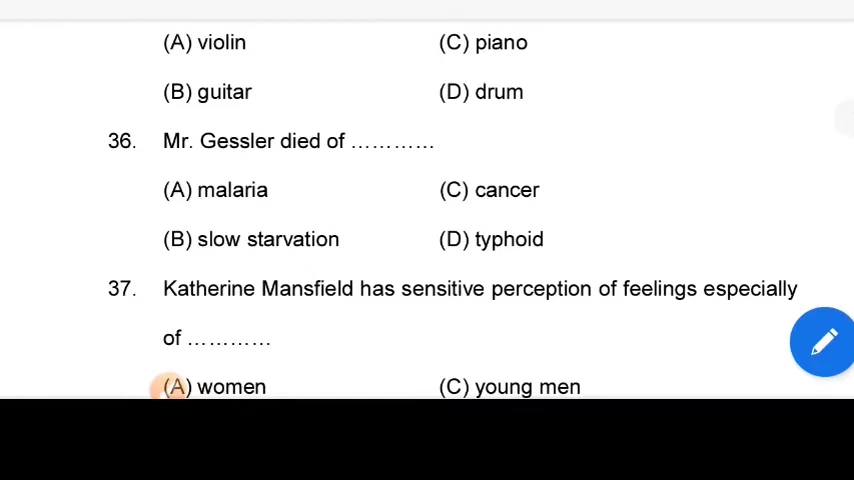 (A) violin (C) piano
(B) guitar (D) drum
36. Mr. Gessler died of …………
(A) malaria (C) cancer
(B) slow starvation (D) typhoid
37. Katherine Mansfield has sensitive perception of feelings especially
of …………
(A) women (C) young men